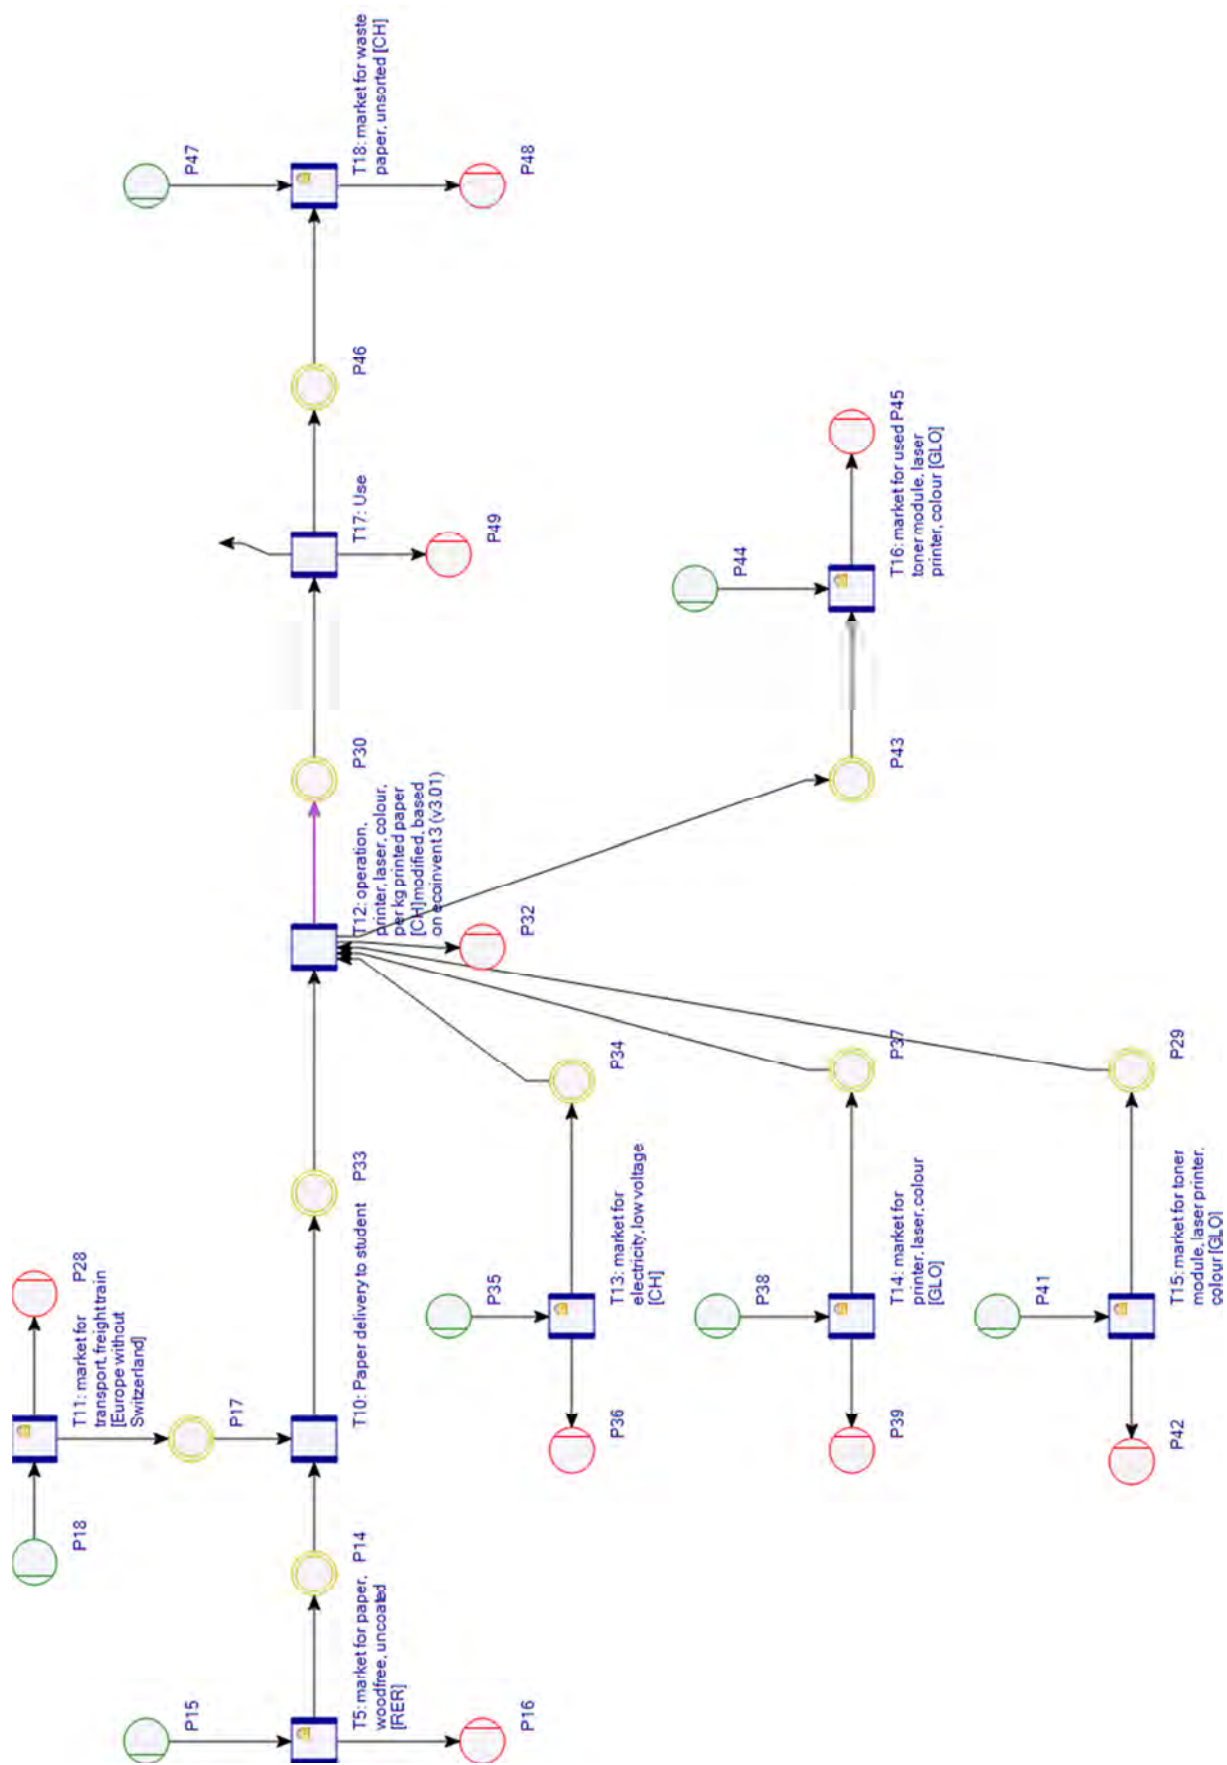 P18
T11: market for
transport, freight train
[Europe without
Switzerland]
P28
P17
P15
T5: market for paper,
woodfree, uncoated
[RER]
P16
P14
T10: Paper delivery to student
P33
T12: operation,
printer, laser, colour,
per kg printed paper
[CH]modified, based
on ecoinvent 3 (v3.01)
P32
P30
T17: Use
P49
P46
P47
T18: market for waste
paper, unsorted [CH]
P48
P35
P36
T13: market for
electricity, low voltage
[CH]
P34
P38
P39
T14: market for
printer, laser, colour
[GLO]
P37
P43
P44
T16: market for used
toner module, laser
printer, colour [GLO]
P45
P41
P42
T15: market for toner
module, laser printer,
colour [GLO]
P29